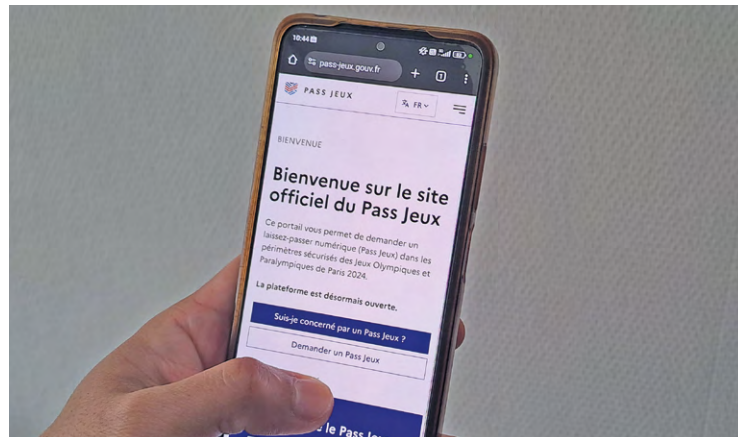 10:44
pass-jeux.gouv.fr
PASS JEUX
FR
BIENVENUE
Bienvenue sur le site
officiel du Pass Jeux
Ce portail vous permet de demander un
laissez-passer numérique (Pass Jeux) dans les
périmètres sécurisés des Jeux Olympiques et
Paralympiques de Paris 2024.
La plateforme est désormais ouverte.
Suis-je concerné par un Pass Jeux ?
Demander un Pass Jeux
le Pass